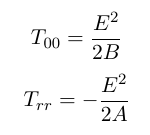 T_{00} = \frac{E^2}{2B}
T_{rr} = -\frac{E^2}{2A}